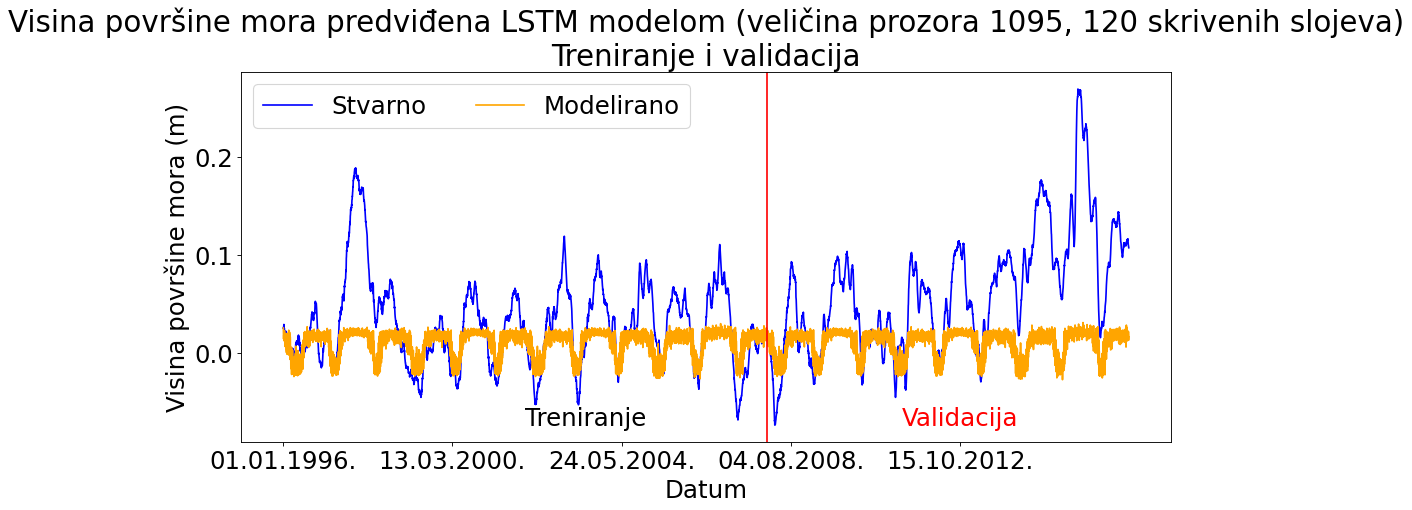 Visina površine mora predviđena LSTM modelom (veličina prozora 1095, 120 skrivenih slojeva)
Treniranje i validacija
Stvarno
Modelirano
Visina površine mora (m)
0.2
0.1
0.0
Treniranje
Validacija
01.01.1996.
13.03.2000.
24.05.2004.
04.08.2008.
15.10.2012.
Datum